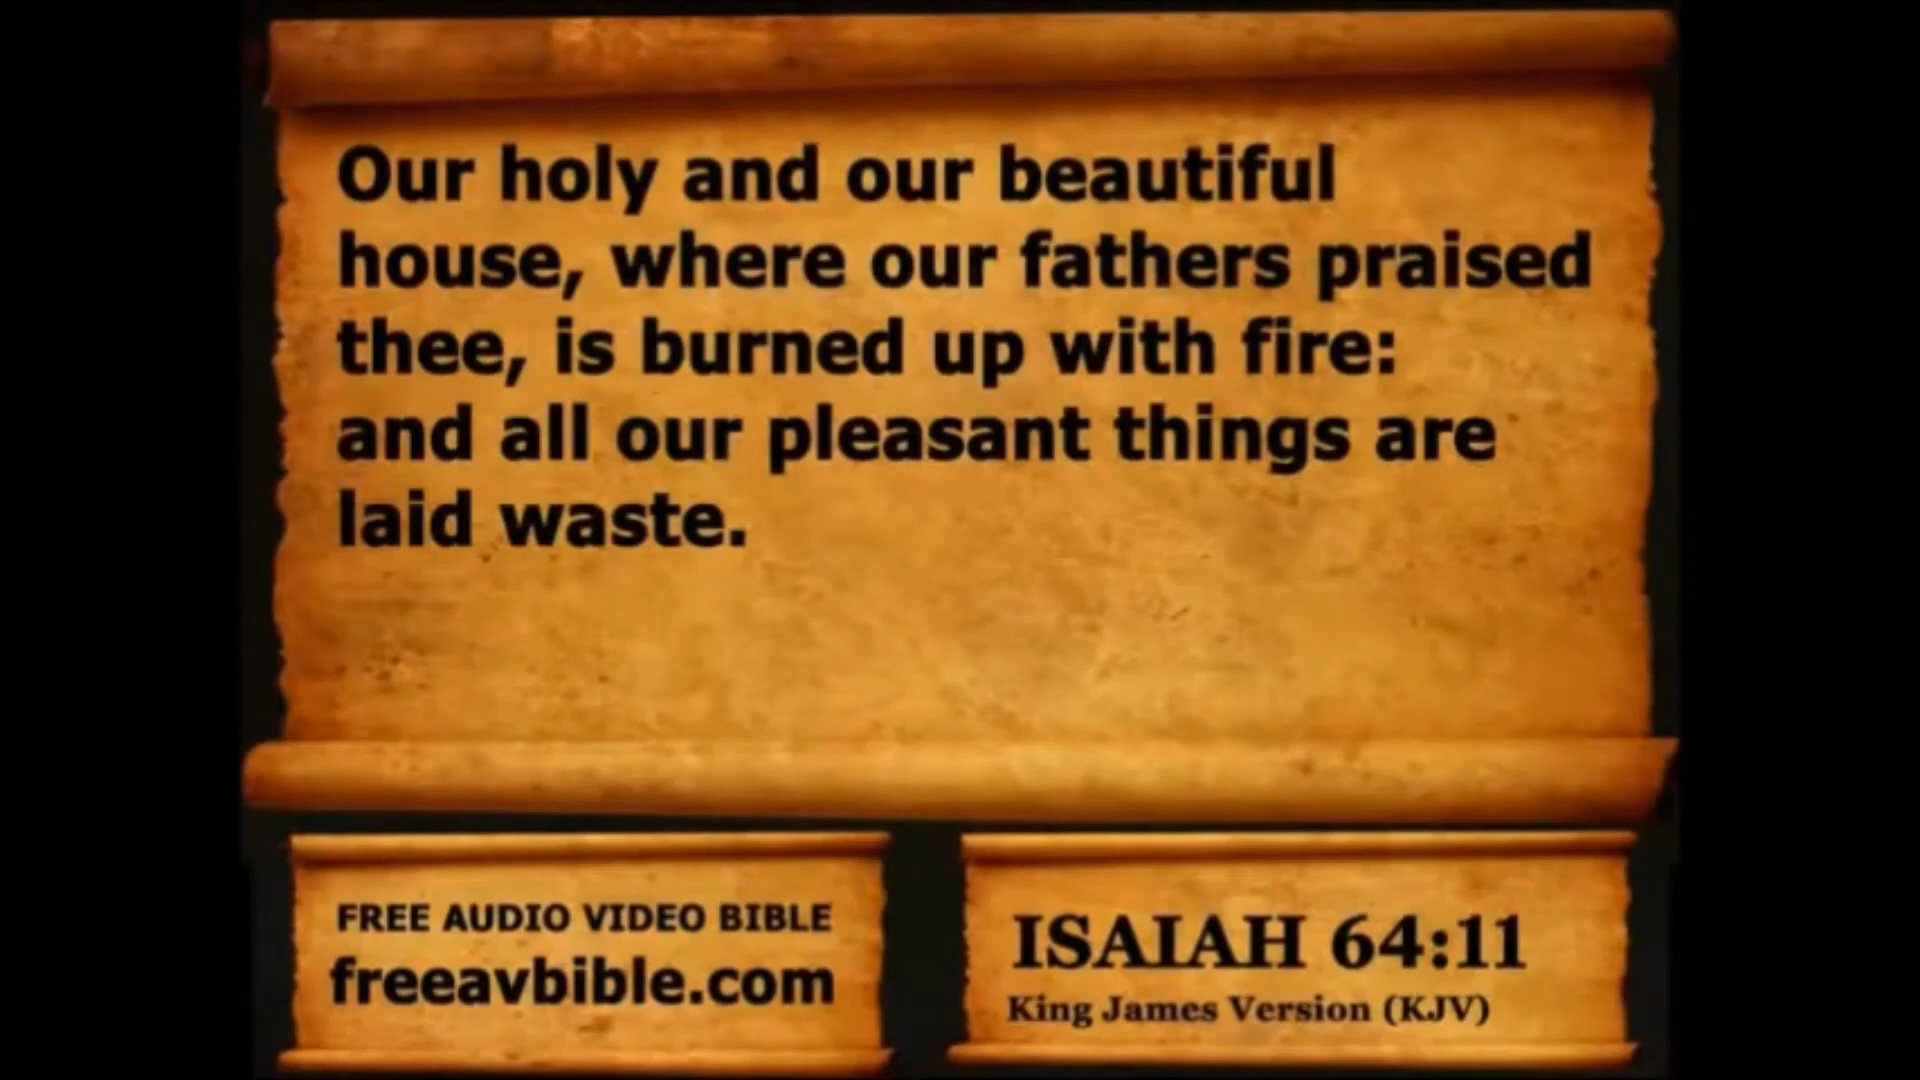 Our holy and our beautiful
house, where our fathers praised
thee, is burned up with fire:
and all our pleasant things are
laid waste.
FREE AUDIO VIDEO BIBLE
freeavbible.com
ISAIAH 64:11
King James Version (KJV)